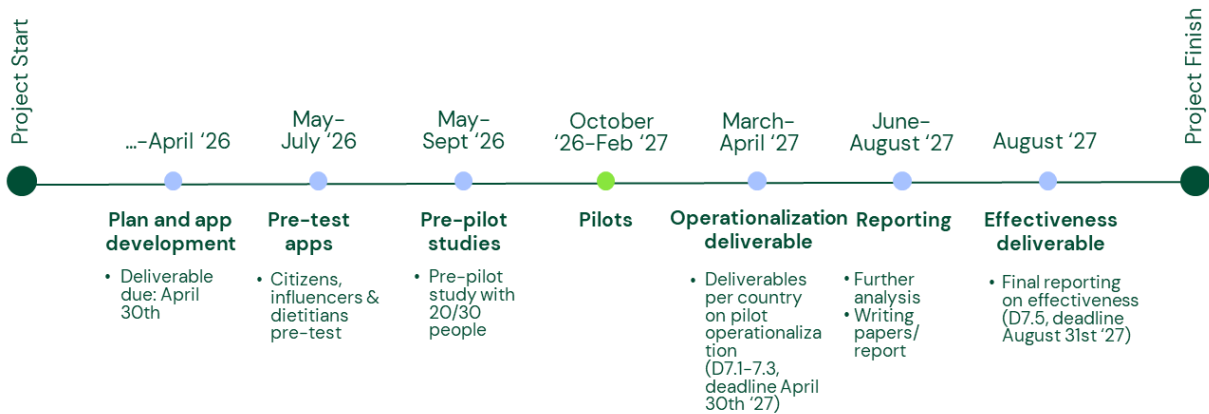 Project Start
...-April ‘26
May-
July ‘26
May-
Sept ‘26
October
‘26-Feb ‘27
March-
April ‘27
June-
August ‘27
August ‘27
Project Finish
Plan and app
development
• Deliverable
due: April
30th
Pre-test
apps
• Citizens,
influencers &
dietitians
pre-test
Pre-pilot
studies
• Pre-pilot
study with
20/30
people
Pilots
Operationalization
deliverable
• Deliverables
per country
on pilot
operationaliza
tion
(D7.1-7.3,
deadline April
30th ‘27)
Reporting
• Further
analysis
• Writing
papers/
report
Effectiveness
deliverable
• Final reporting
on effectiveness
(D7.5, deadline
August 31st ‘27)